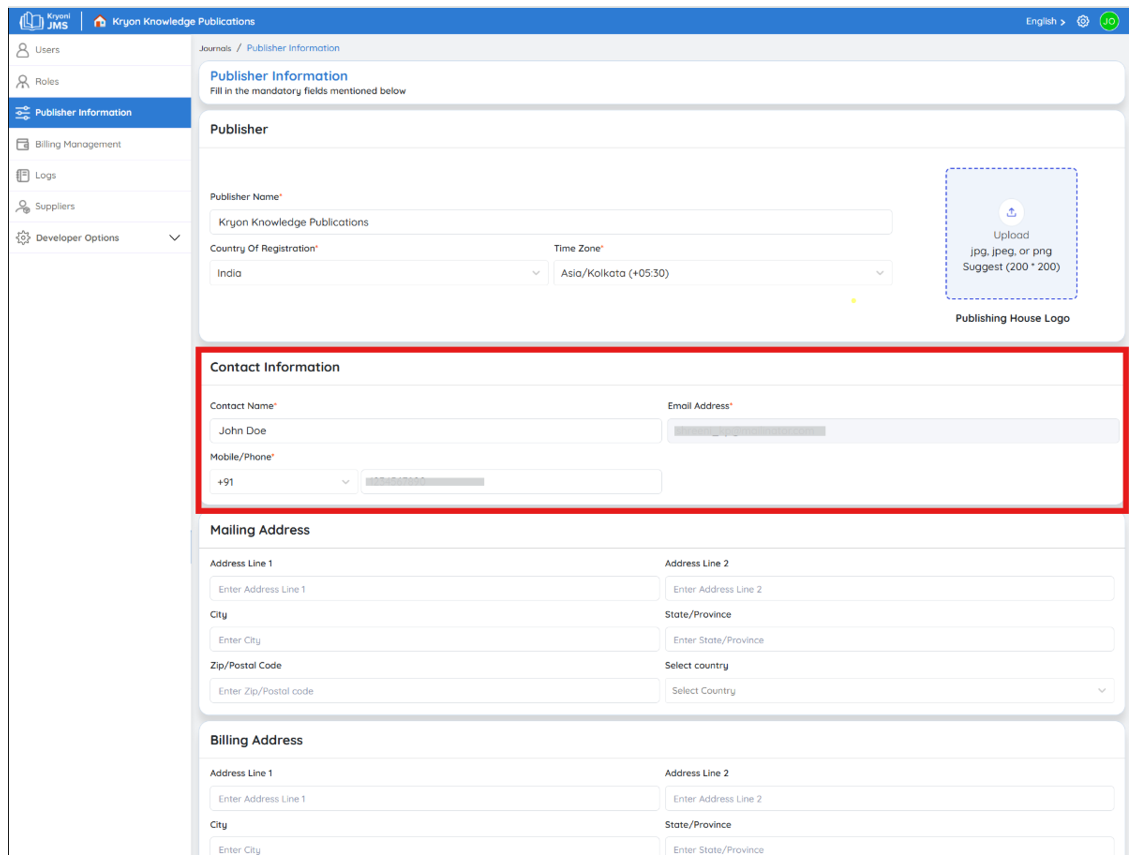 Kryoni
JMS
Kryon Knowledge Publications
English >
JO
Users
Roles
Publisher Information
Billing Management
Logs
Suppliers
Developer Options
Journals / Publisher Information
Publisher Information
Fill in the mandatory fields mentioned below
Publisher
Publisher Name*
Kryon Knowledge Publications
Country Of Registration*
Time Zone*
India
Asia/Kolkata (+05:30)
Upload
jpg, jpeg, or png
Suggest (200 * 200)
Publishing House Logo
Contact Information
Contact Name*
Email Address*
John Doe
Mobile/Phone*
+91
Mailing Address
Address Line 1
Address Line 2
Enter Address Line 1
Enter Address Line 2
City
State/Province
Enter City
Enter State/Province
Zip/Postal Code
Select country
Enter Zip/Postal code
Select Country
Billing Address
Address Line 1
Address Line 2
Enter Address Line 1
Enter Address Line 2
City
State/Province
Enter City
Enter State/Province